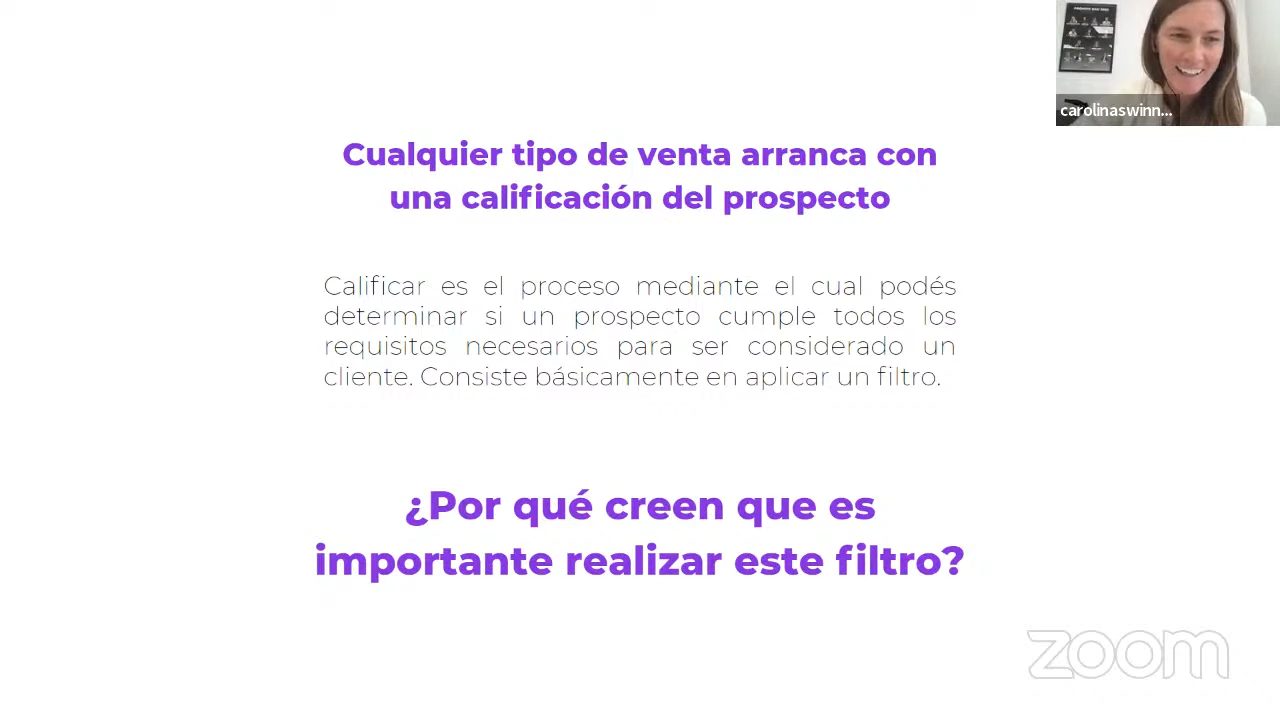 carolinaswinn...
Cualquier tipo de venta arranca con
una calificación del prospecto
Calificar es el proceso mediante el cual podés
determinar si un prospecto cumple todos los
requisitos necesarios para ser considerado un
cliente. Consiste básicamente en aplicar un filtro.
¿Por qué creen que es
importante realizar este filtro?
zoom